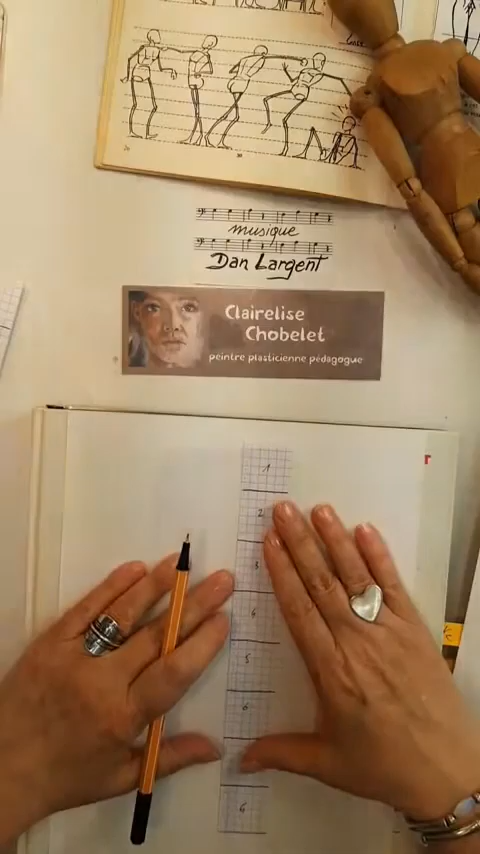 musique
Dan Largent
Clairelise
Chobelet
peintre plasticienne pédagogue
1
2
3
4
5
6